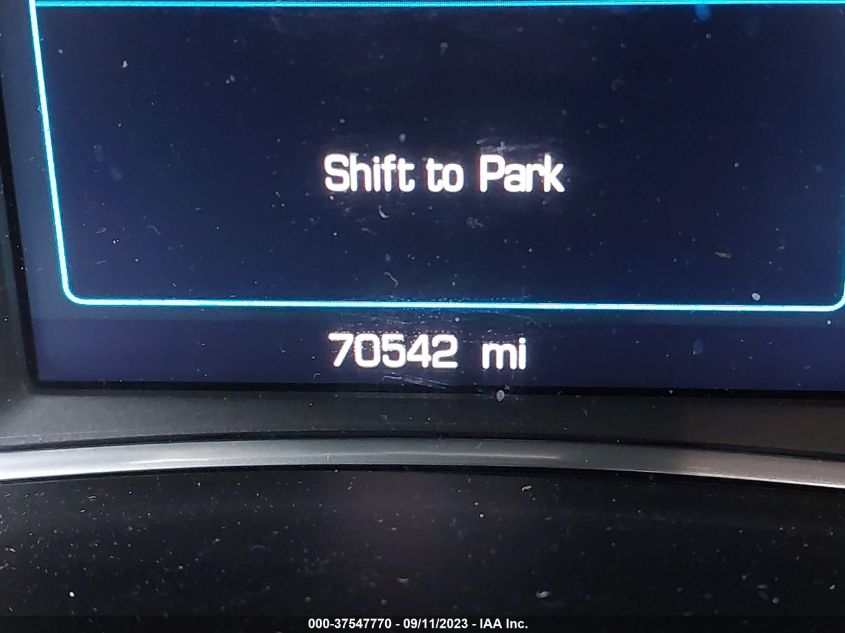 Shift to Park
70542 mi
000-37547770 - 09/11/2023 - IAA Inc.